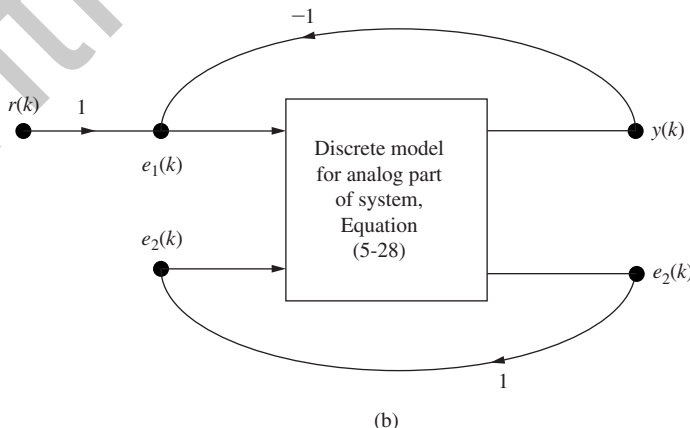 −1
r(k)
1
y(k)
e₁(k)
Discrete model
for analog part
of system,
Equation
(5-28)
e₂(k)
e₂(k)
1
(b)